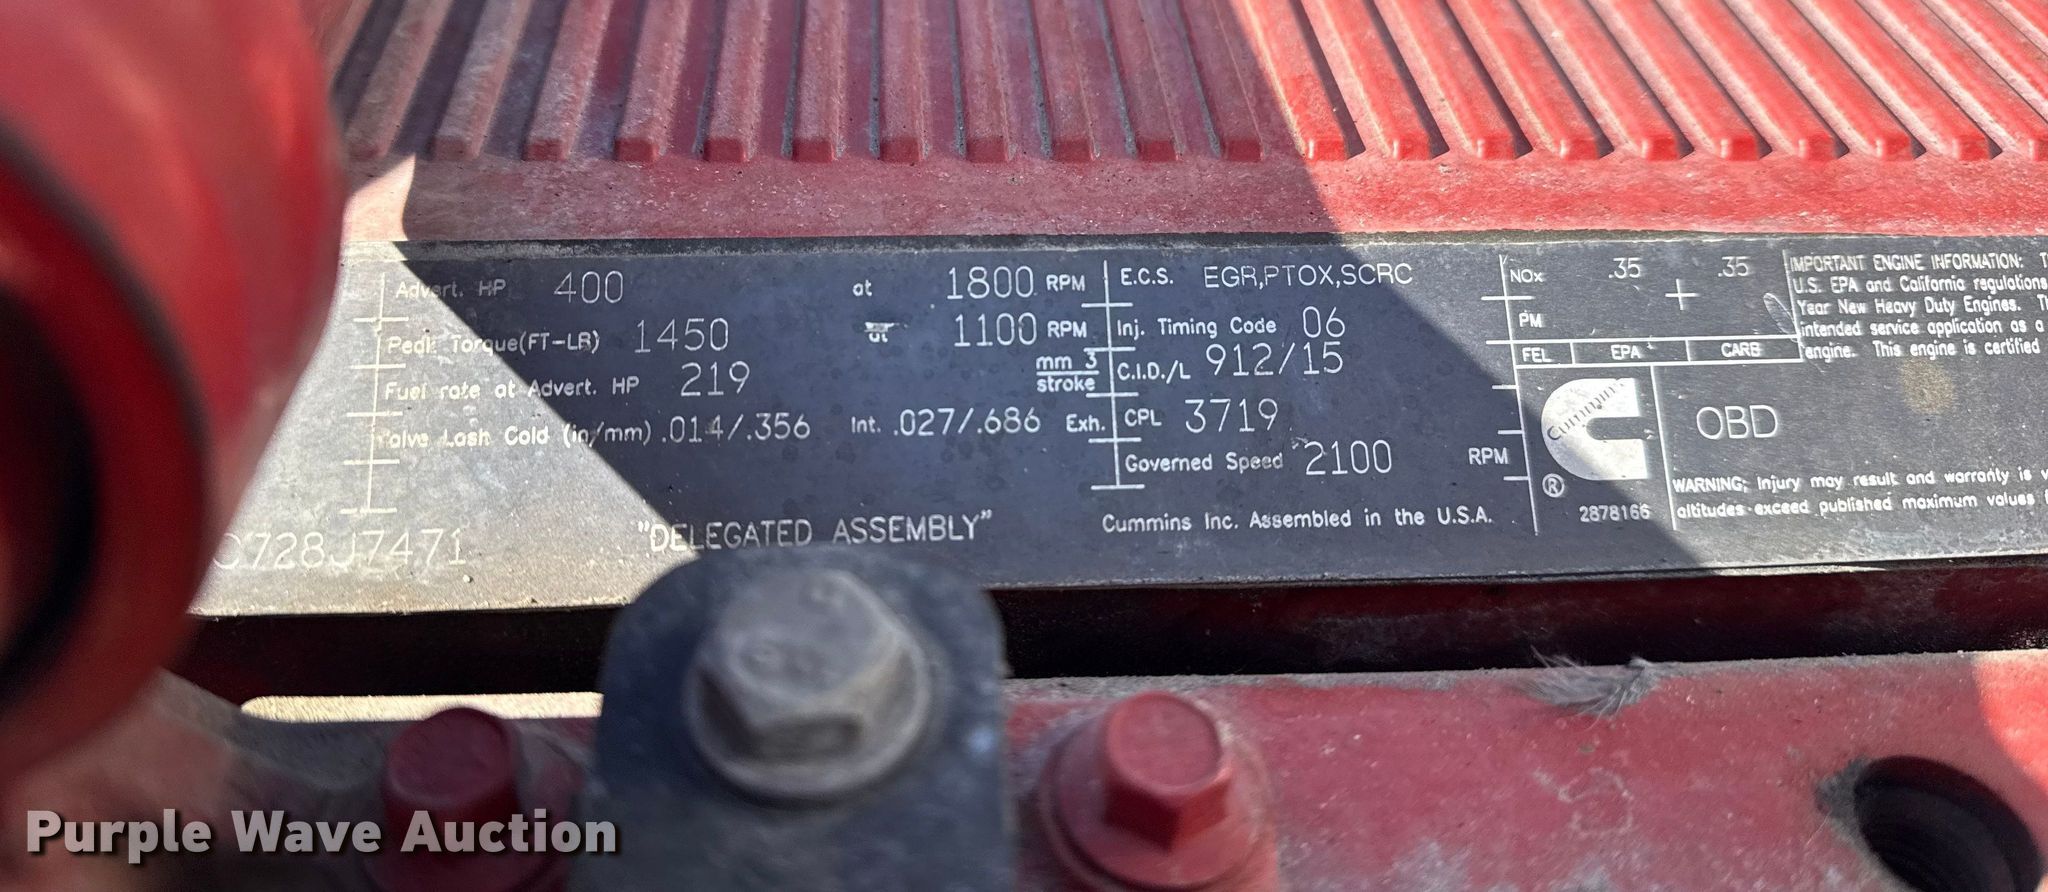 Advert. HP 400 at 1800 RPM
Peak Torque(FT-LB) 1450 at 1100 RPM
Fuel rate at Advert. HP 219 mm 3 stroke
Valve Lash Cold (in/mm) .014/.356 Int. .027/.686 Exh.
C728J7471
"DELEGATED ASSEMBLY"
E.C.S. EGR,PTOX,SCRC
Inj. Timing Code 06
C.I.D./L 912/15
CPL 3719
Governed Speed 2100 RPM
Cummins Inc. Assembled in the U.S.A.
NOx .35 .35
PM
FEL EPA CARB
Cummins
®
2878166
OBD
IMPORTANT ENGINE INFORMATION:
U.S. EPA and California regulations
Year New Heavy Duty Engines.
intended service application as a
engine. This engine is certified
WARNING; Injury may result and warranty is
altitudes exceed published maximum values
Purple Wave Auction